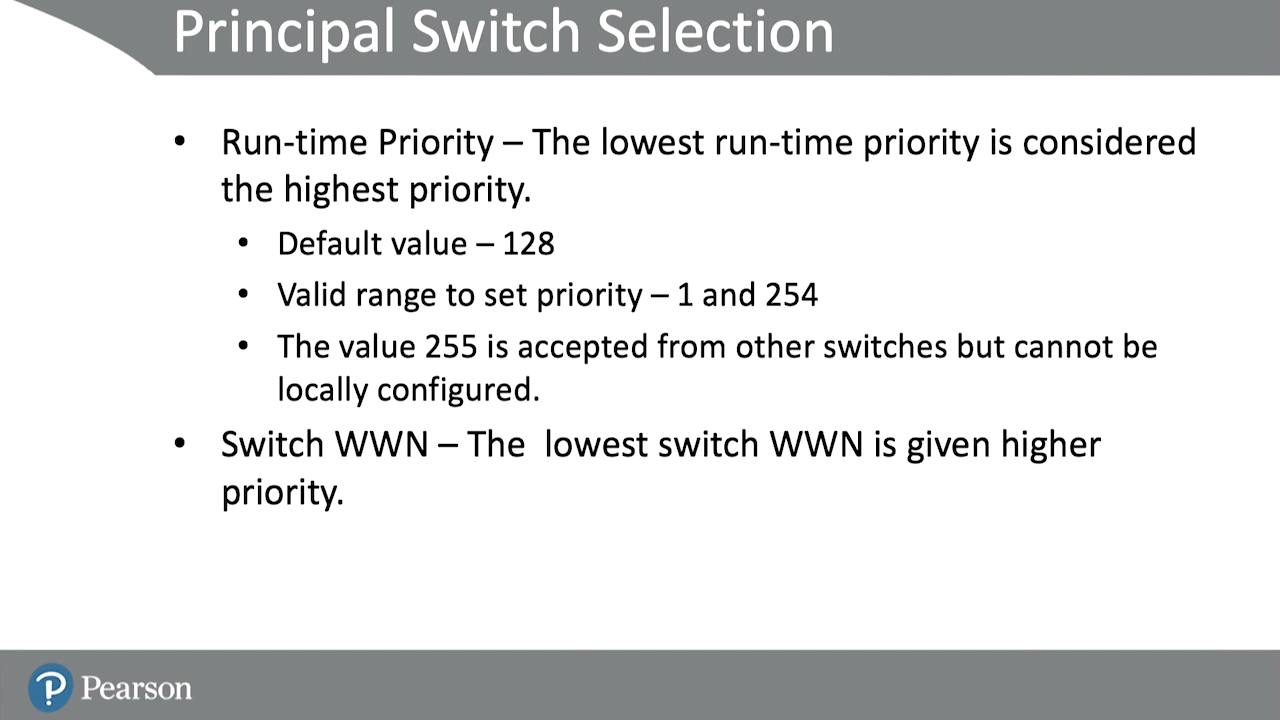 Principal Switch Selection
• Run-time Priority – The lowest run-time priority is considered
the highest priority.
• Default value – 128
• Valid range to set priority – 1 and 254
• The value 255 is accepted from other switches but cannot be
locally configured.
• Switch WWN – The  lowest switch WWN is given higher
priority.
Pearson